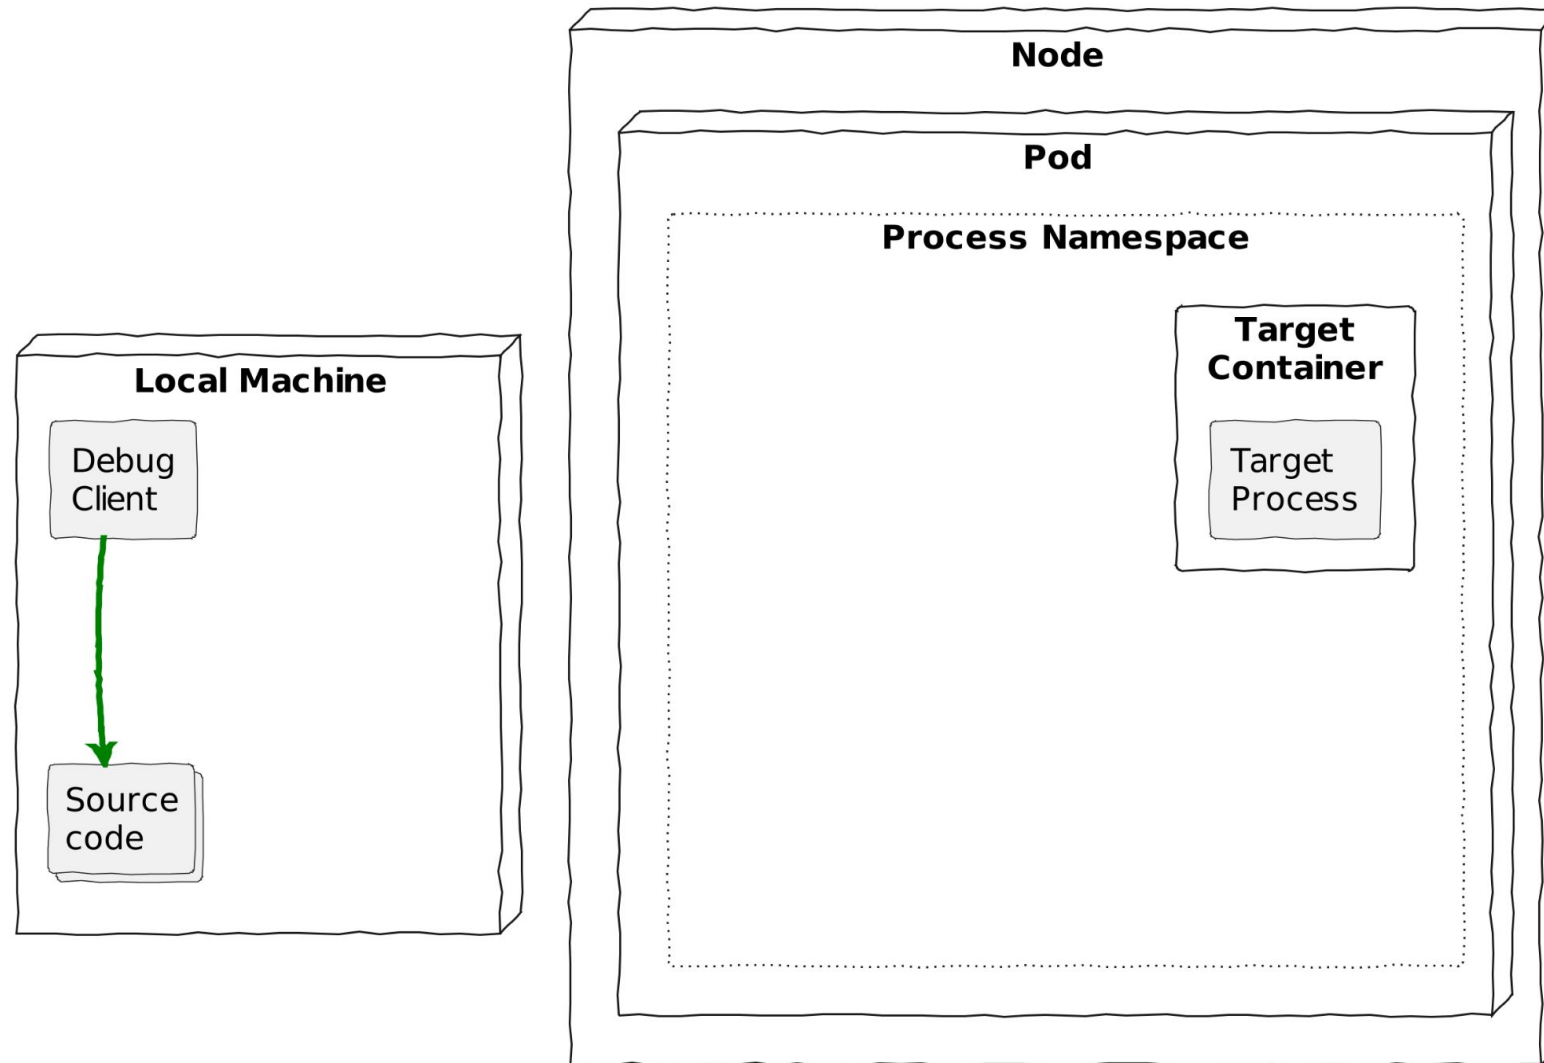 Node
Pod
Process Namespace
Target
Container
Target
Process
Local Machine
Debug
Client
Source
code